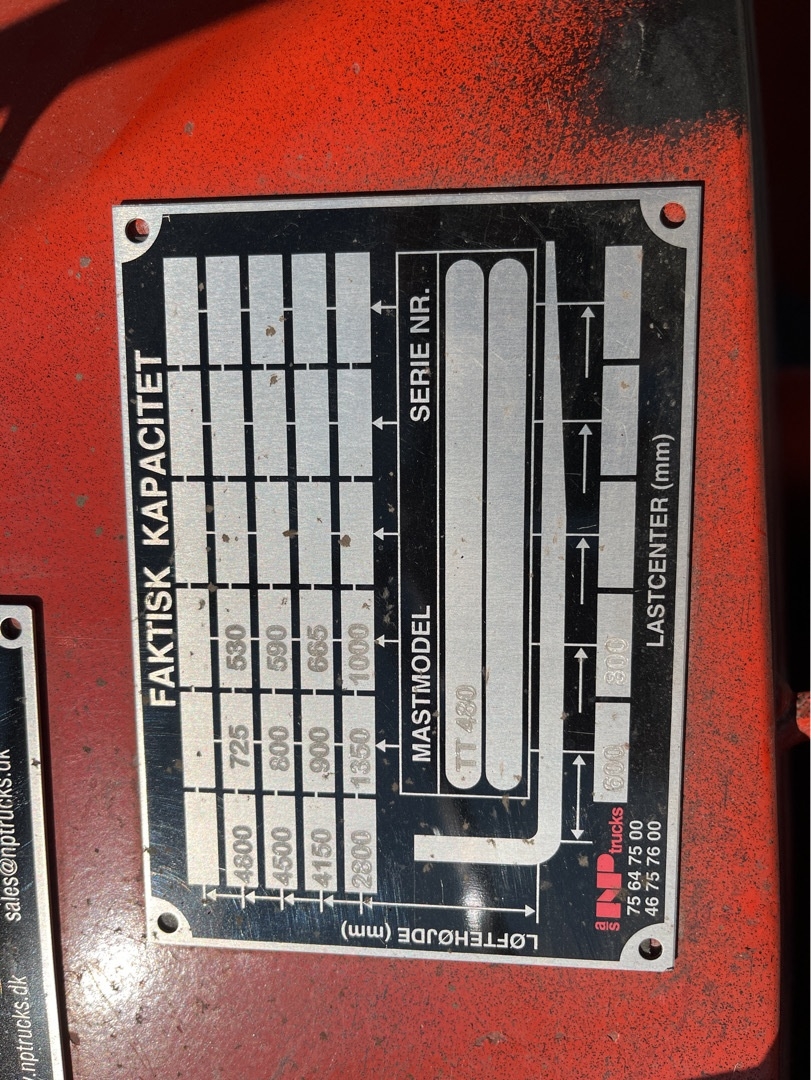 FAKTISK KAPACITET
4800 725 530
4500 800 590
4150 900 665
2800 1350 1000
LØFTEHØJDE (mm)
MASTMODEL SERIE NR.
TT 480
600 800
LASTCENTER (mm)
a/s NP trucks
75 64 75 00
46 75 76 00
sales@nptrucks.dk
.nptrucks.dk